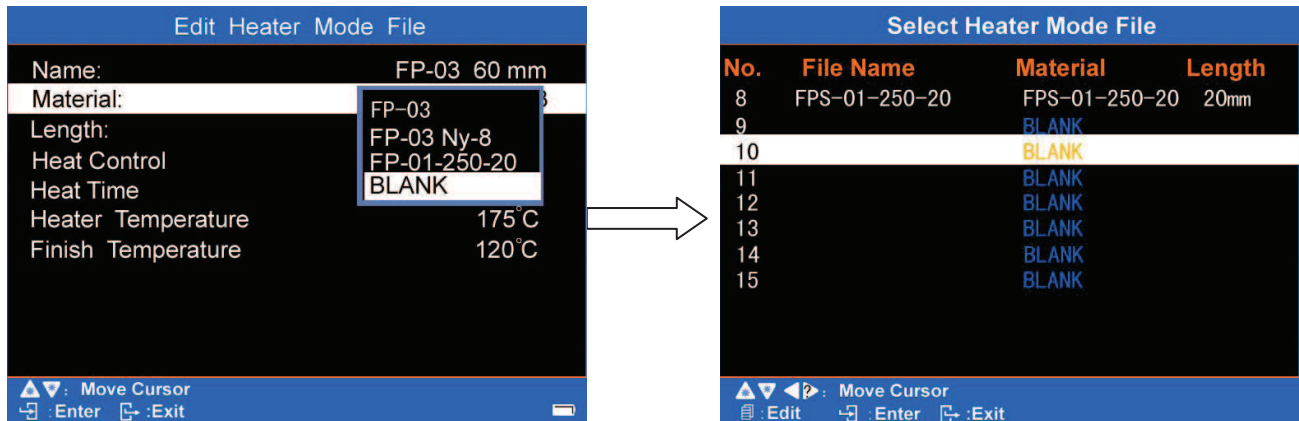 Edit Heater Mode File
Name: FP-03 60 mm
Material:
FP-03
Length:
FP-03 Ny-8
Heat Control
FP-01-250-20
Heat Time
BLANK
Heater Temperature 175°C
Finish Temperature 120°C
: Move Cursor
:Enter :Exit
Select Heater Mode File
No. File Name Material Length
8 FPS-01-250-20 FPS-01-250-20 20mm
9 BLANK
10 BLANK
11 BLANK
12 BLANK
13 BLANK
14 BLANK
15 BLANK
: Move Cursor
:Edit :Enter :Exit